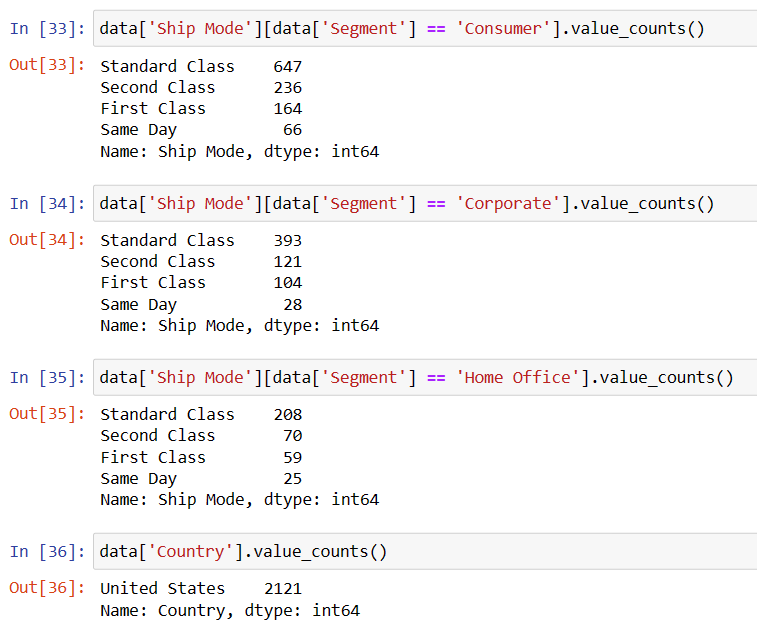 In [33]: data['Ship Mode'][data['Segment'] == 'Consumer'].value_counts()
Out[33]: Standard Class    647
Second Class      236
First Class       164
Same Day           66
Name: Ship Mode, dtype: int64
In [34]: data['Ship Mode'][data['Segment'] == 'Corporate'].value_counts()
Out[34]: Standard Class    393
Second Class      121
First Class       104
Same Day           28
Name: Ship Mode, dtype: int64
In [35]: data['Ship Mode'][data['Segment'] == 'Home Office'].value_counts()
Out[35]: Standard Class    208
Second Class       70
First Class        59
Same Day           25
Name: Ship Mode, dtype: int64
In [36]: data['Country'].value_counts()
Out[36]: United States    2121
Name: Country, dtype: int64